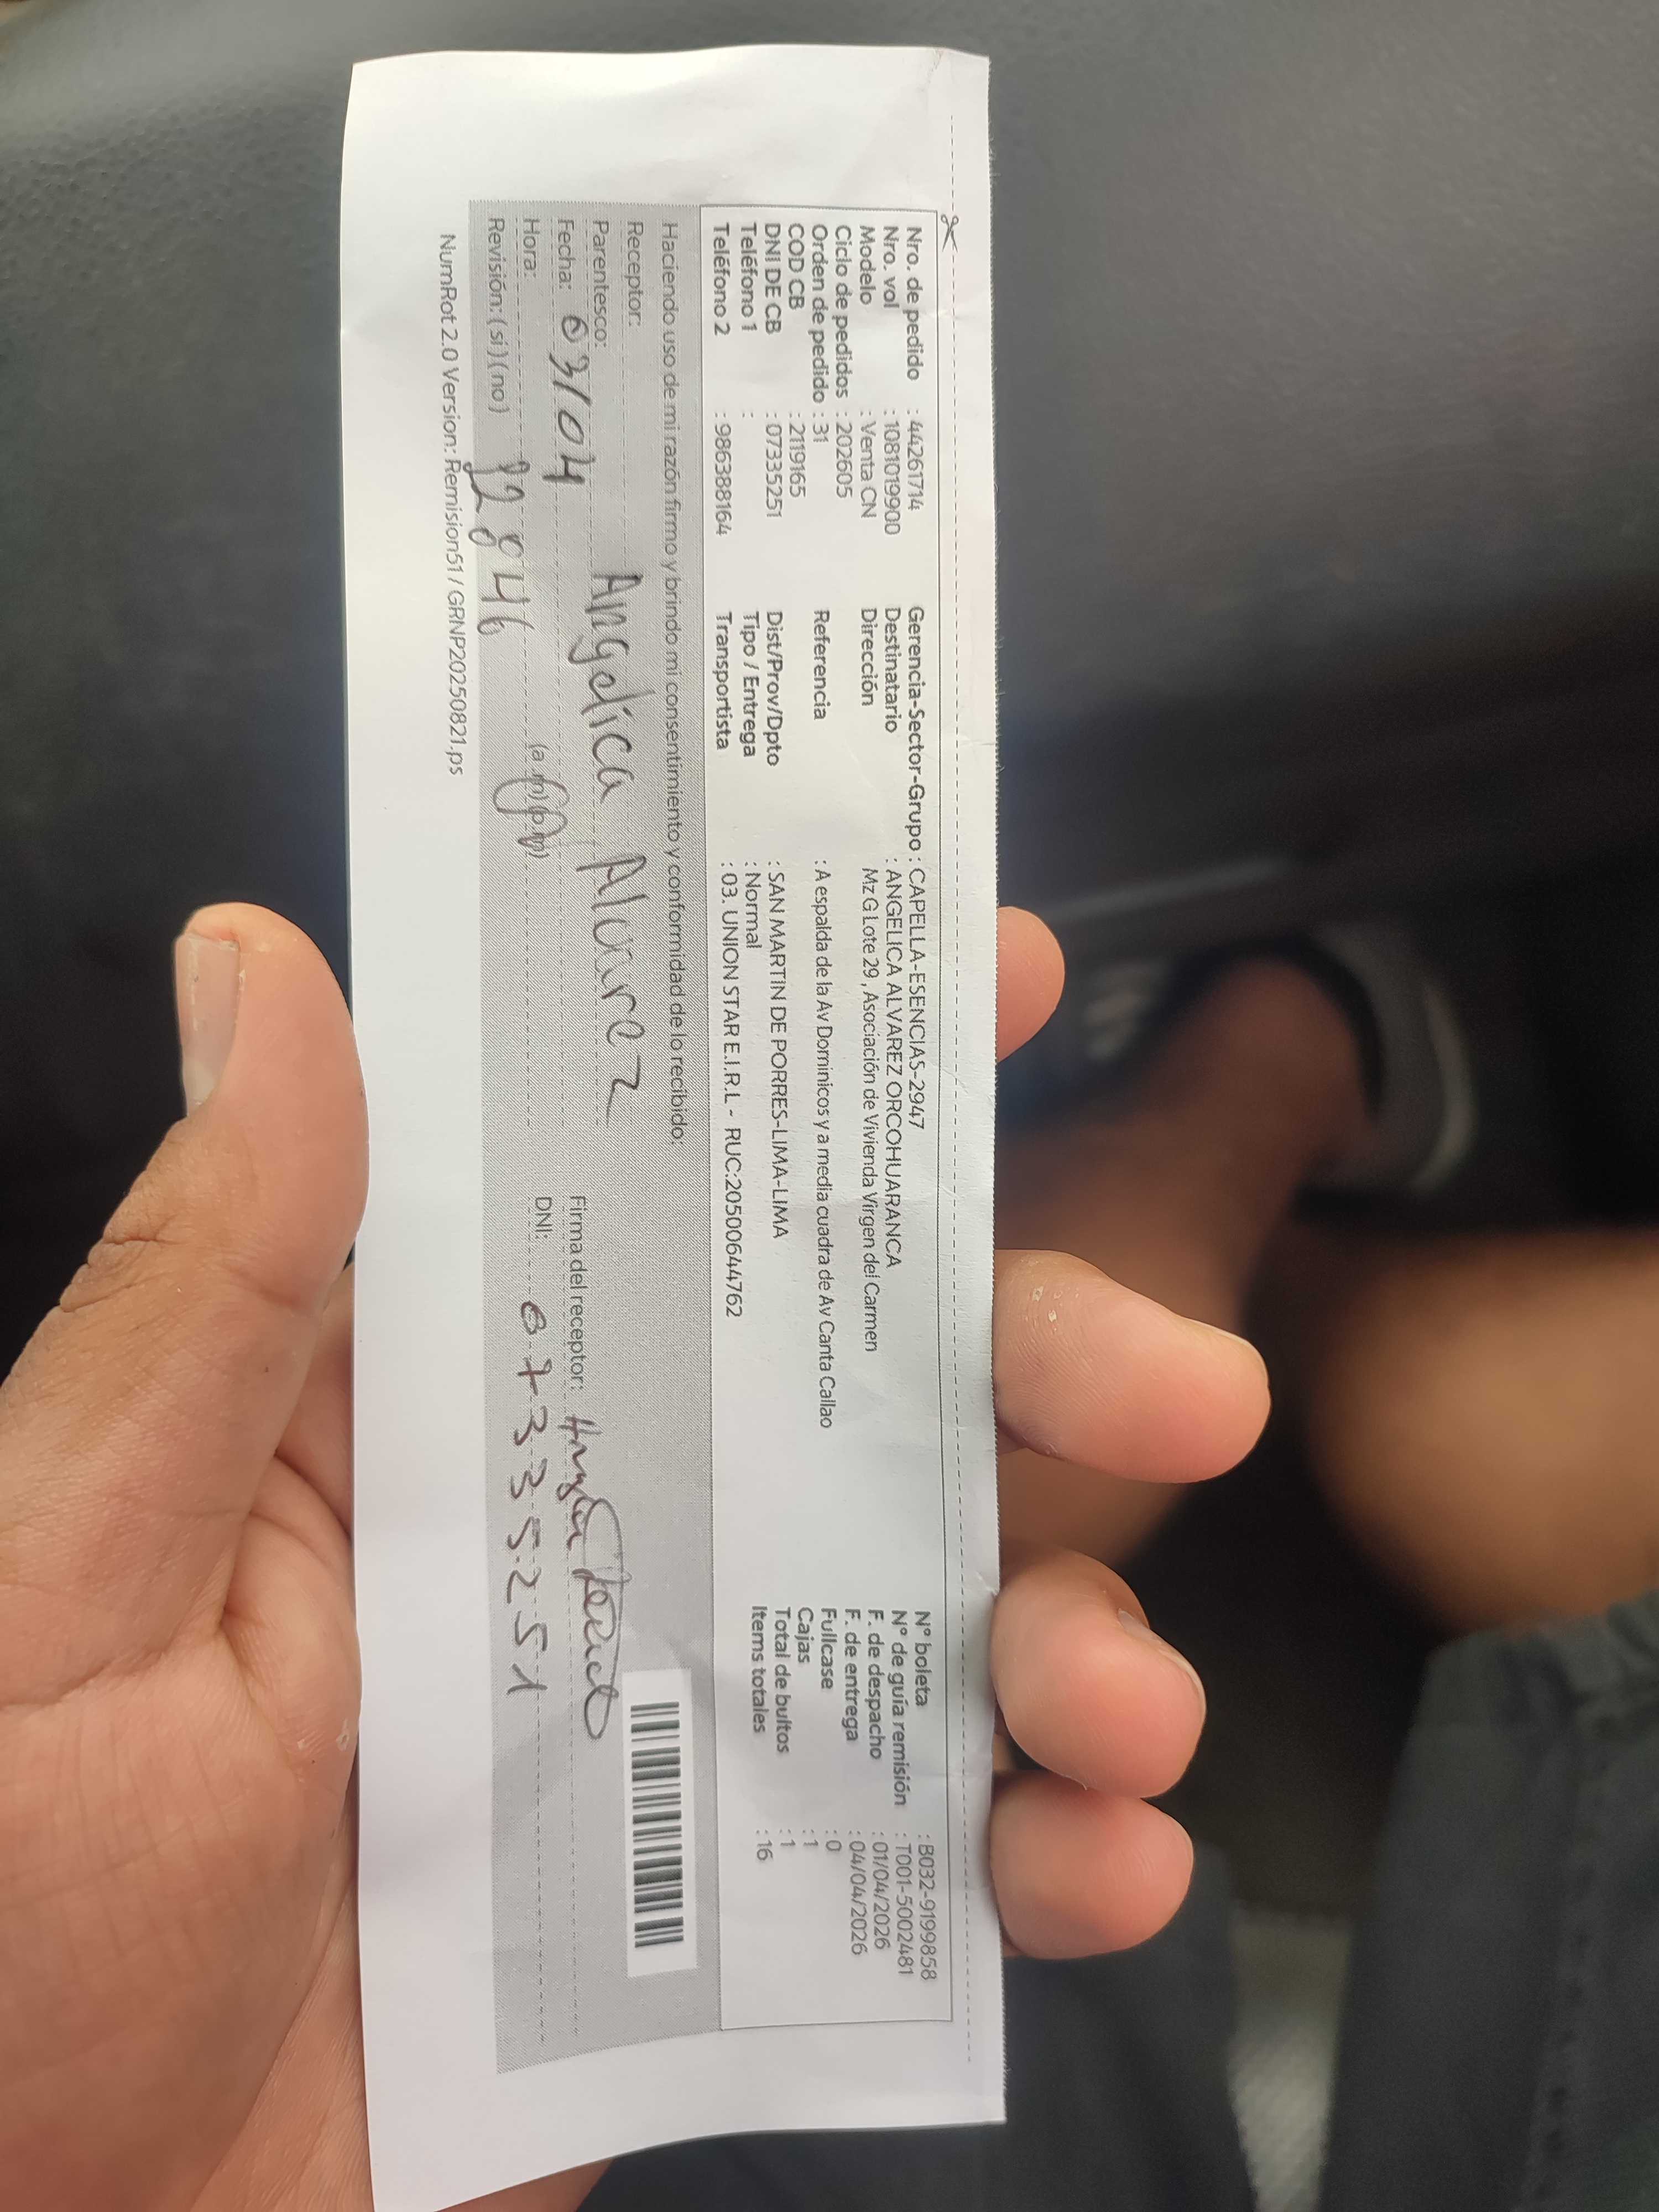 Nro. de pedido : 44261714
Nro. vol : 1081019900
Modelo : Venta CN
Ciclo de pedidos : 202605
Orden de pedido : 31
COD CB : 2119165
DNI DE CB : 07335251
Teléfono 1 :
Teléfono 2 : 986388164
Gerencia-Sector-Grupo : CAPELLA-ESENCIAS-2947
Destinatario : ANGELICA ALVAREZ ORCOHUARANCA
Dirección Mz G Lote 29 , Asociación de Vivienda Virgen del Carmen
Referencia : A espalda de la Av Dominicos y a media cuadra de Av Canta Callao
Dist/Prov/Dpto : SAN MARTIN DE PORRES-LIMA-LIMA
Tipo / Entrega : Normal
Transportista : 03. UNION STAR E.I.R.L - RUC:20500644762
N° boleta : B032-9199858
N° de guía remisión : T001-5002481
F. de despacho : 01/04/2026
F. de entrega : 04/04/2026
Fullcase : 0
Cajas : 1
Total de bultos : 1
Items totales : 16
Haciendo uso de mi razón firmo y brindo mi consentimiento y conformidad de lo recibido:
Receptor:
Parentesco: Angelica Alvarez
Fecha: 03/04
Hora: (a m) (p m)
Revisión: ( sí ) ( no )
Firma del receptor:
DNI: 07335251
NumRot 2.0 Version: Remision51 / GRNP20250821.ps